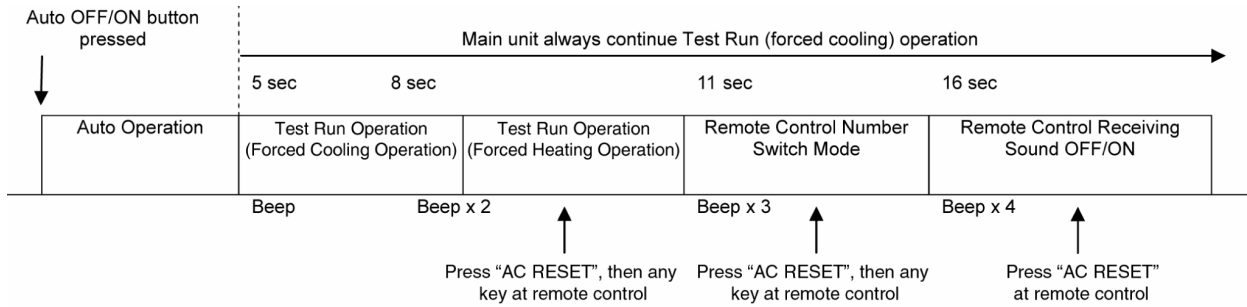 Auto OFF/ON button
pressed
Main unit always continue Test Run (forced cooling) operation
5 sec
8 sec
11 sec
16 sec
Auto Operation
Test Run Operation
(Forced Cooling Operation)
Test Run Operation
(Forced Heating Operation)
Remote Control Number
Switch Mode
Remote Control Receiving
Sound OFF/ON
Beep
Beep x 2
Beep x 3
Beep x 4
Press “AC RESET”, then any
key at remote control
Press “AC RESET”, then any
key at remote control
Press “AC RESET”
at remote control